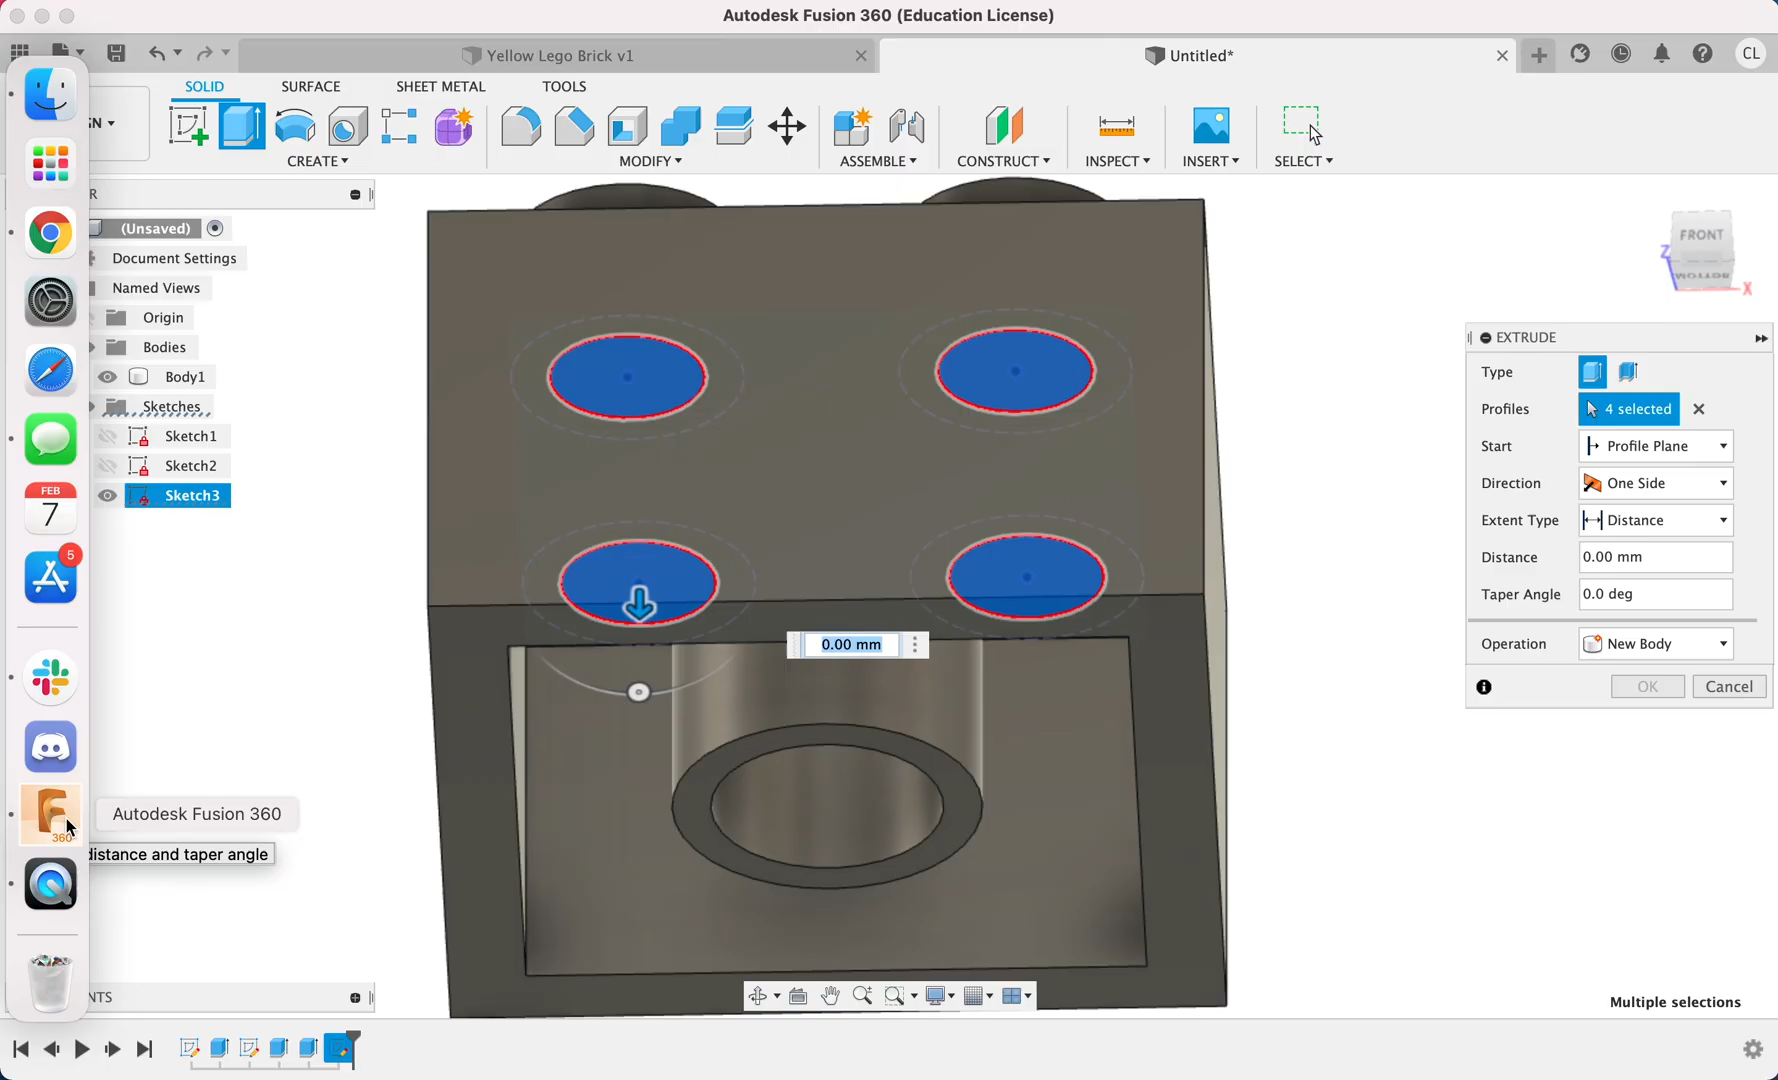 Autodesk Fusion 360 (Education License)
Yellow Lego Brick v1
Untitled*
CL
SOLID
SURFACE
SHEET METAL
TOOLS
N
CREATE
MODIFY
ASSEMBLE
CONSTRUCT
INSPECT
INSERT
SELECT
R
(Unsaved)
Document Settings
Named Views
Origin
Bodies
Body1
Sketches
Sketch1
Sketch2
Sketch3
FEB
7
5
360
Autodesk Fusion 360
distance and taper angle
NTS
FRONT
BOTTOM
Z
X
EXTRUDE
Type
Profiles
4 selected
Start
Profile Plane
Direction
One Side
Extent Type
Distance
Distance
0.00 mm
Taper Angle
0.0 deg
Operation
New Body
OK
Cancel
0.00 mm
Multiple selections